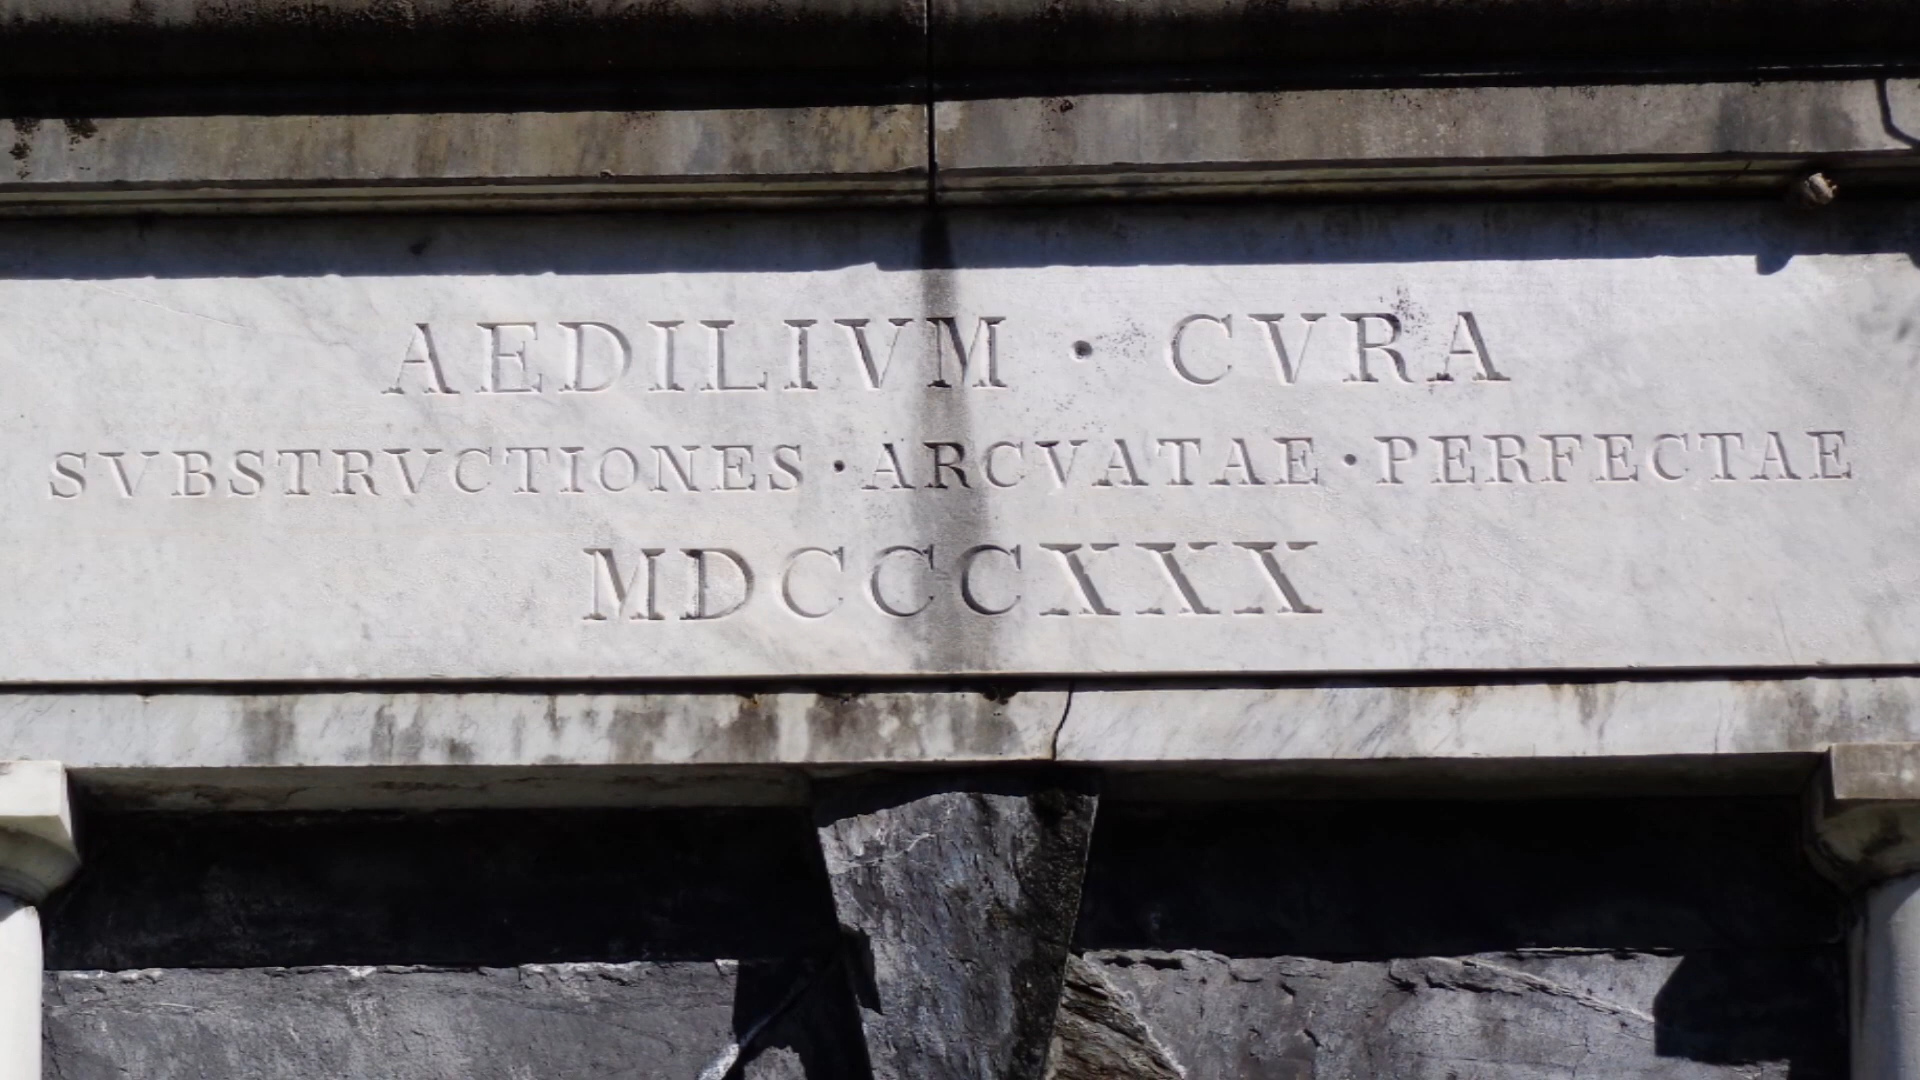 AEDILIVM · CVRA
SVBSTRVCTIONES · ARCVATAE · PERFECTAE
MDCCCXXX